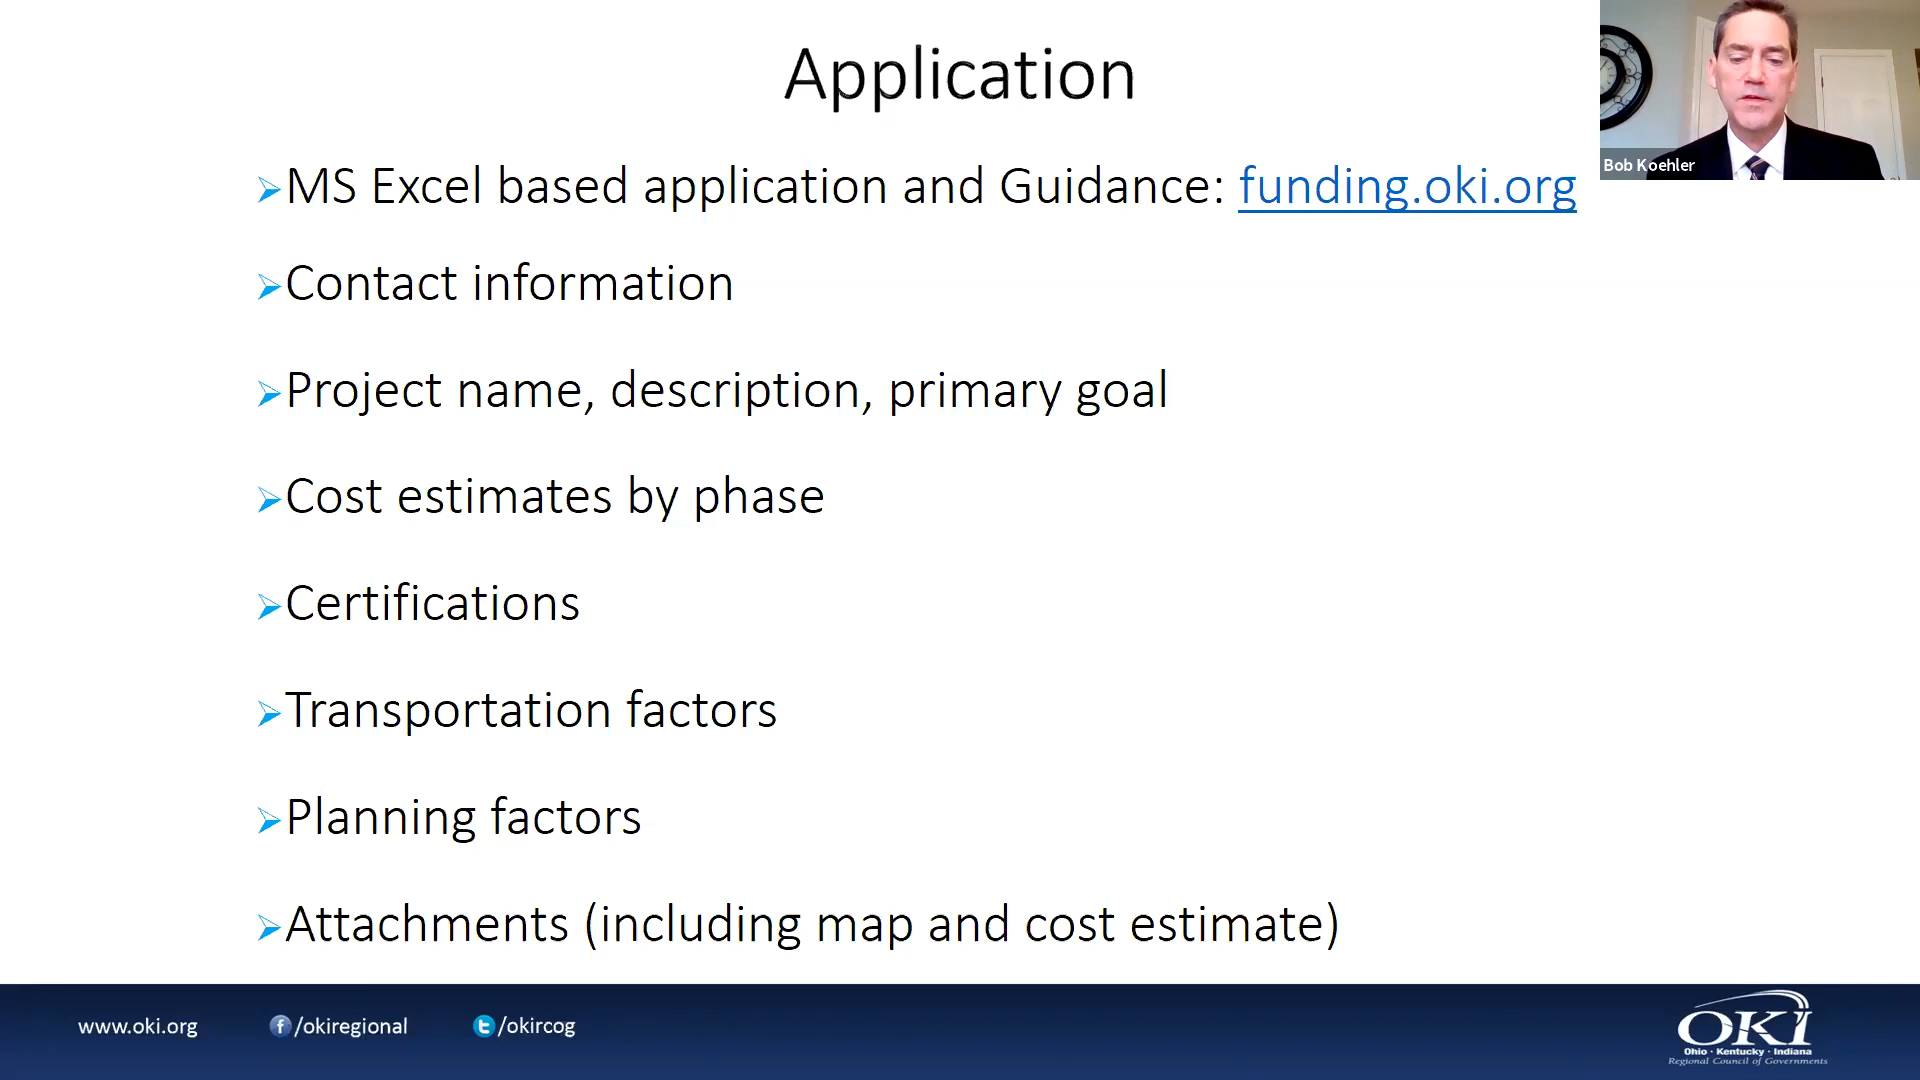 Application
Bob Koehler
MS Excel based application and Guidance: funding.oki.org
Contact information
Project name, description, primary goal
Cost estimates by phase
Certifications
Transportation factors
Planning factors
Attachments (including map and cost estimate)
www.oki.org
/okiregional
/okircog
OKI
Ohio · Kentucky · Indiana
Regional Council of Governments